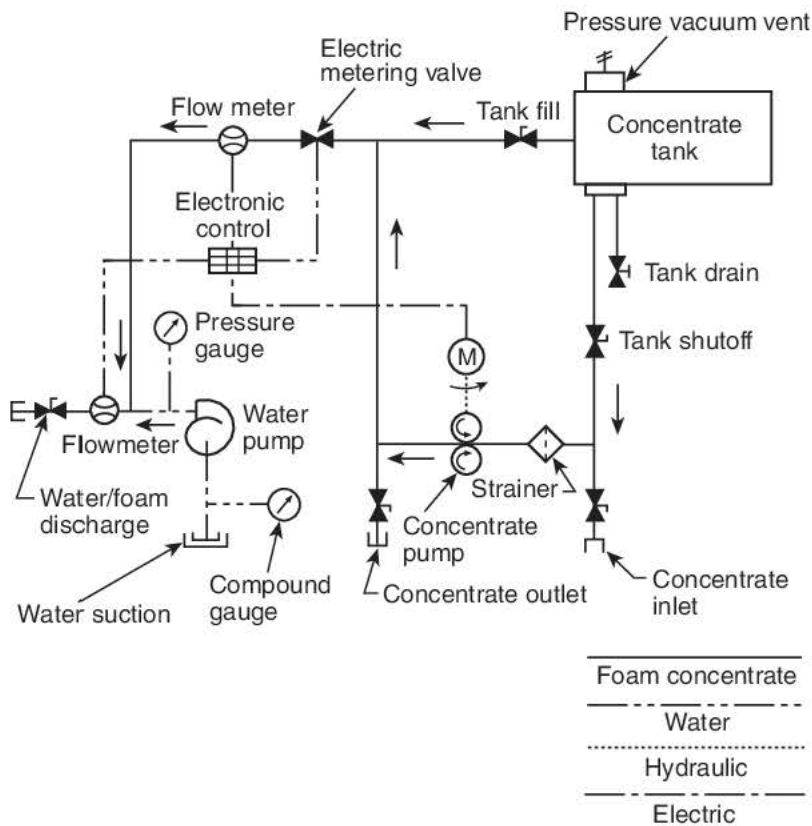 Pressure vacuum vent
Electric
metering valve
Flow meter
Tank fill
Concentrate
tank
Electronic
control
Tank drain
Pressure
gauge
M
Tank shutoff
Water
pump
Flowmeter
Strainer
Water/foam
discharge
Concentrate
pump
Compound
gauge
Concentrate outlet
Concentrate
inlet
Water suction
Foam concentrate
Water
Hydraulic
Electric